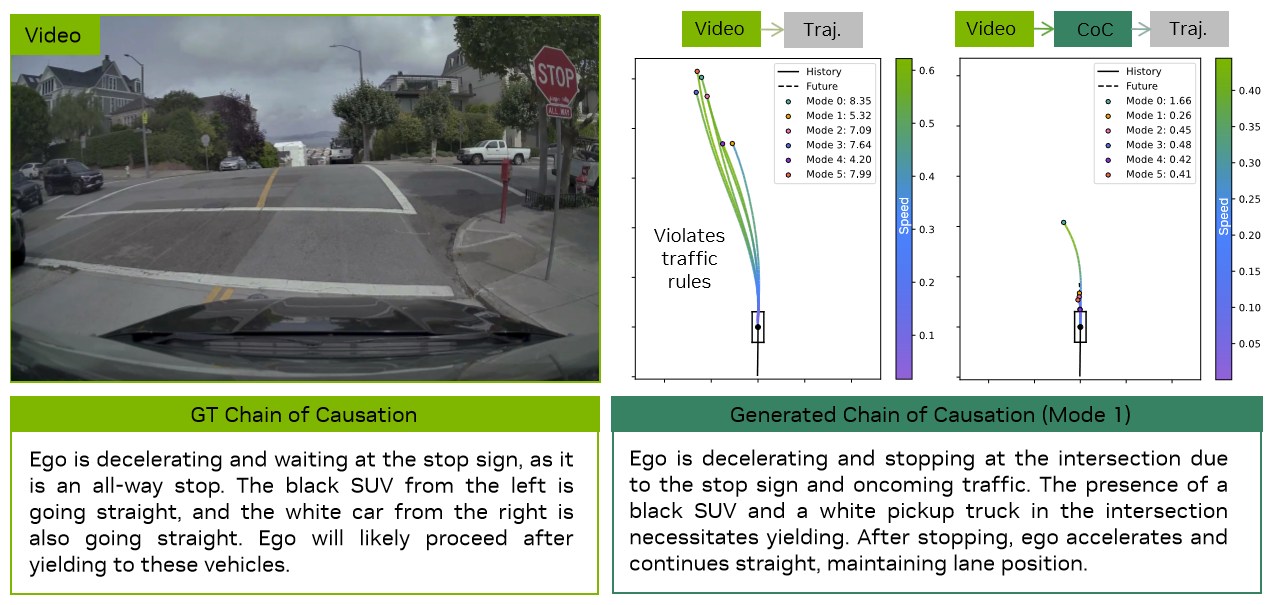 Video
STOP
ALL WAY
Video
Traj.
History
Future
Mode 0: 8.35
Mode 1: 5.32
Mode 2: 7.09
Mode 3: 7.64
Mode 4: 4.20
Mode 5: 7.99
Violates
traffic
rules
0.6
0.5
0.4
0.3
0.2
0.1
Speed
Video
CoC
Traj.
History
Future
Mode 0: 1.66
Mode 1: 0.26
Mode 2: 0.45
Mode 3: 0.48
Mode 4: 0.42
Mode 5: 0.41
0.40
0.35
0.30
0.25
0.20
0.15
0.10
0.05
Speed
GT Chain of Causation
Ego is decelerating and waiting at the stop sign, as it
is an all-way stop. The black SUV from the left is
going straight, and the white car from the right is
also going straight. Ego will likely proceed after
yielding to these vehicles.
Generated Chain of Causation (Mode 1)
Ego is decelerating and stopping at the intersection due
to the stop sign and oncoming traffic. The presence of a
black SUV and a white pickup truck in the intersection
necessitates yielding. After stopping, ego accelerates and
continues straight, maintaining lane position.